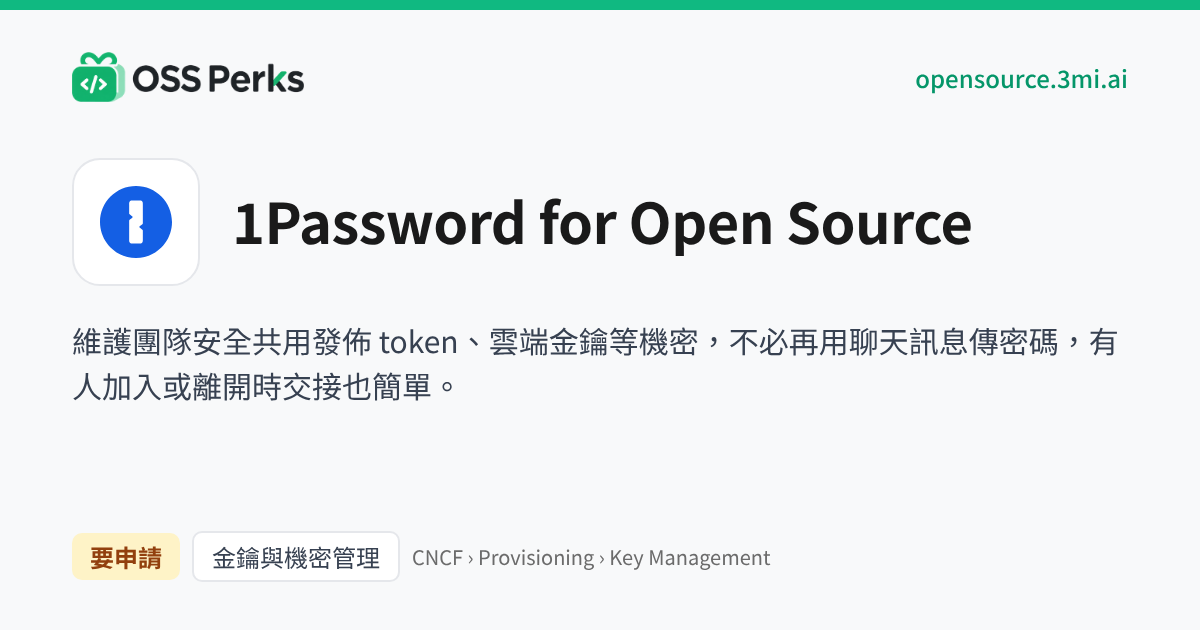 OSS Perks
opensource.3mi.ai
1Password for Open Source
維護團隊安全共用發佈 token、雲端金鑰等機密，不必再用聊天訊息傳密碼，有
人加入或離開時交接也簡單。
要申請
金鑰與機密管理
CNCF › Provisioning › Key Management